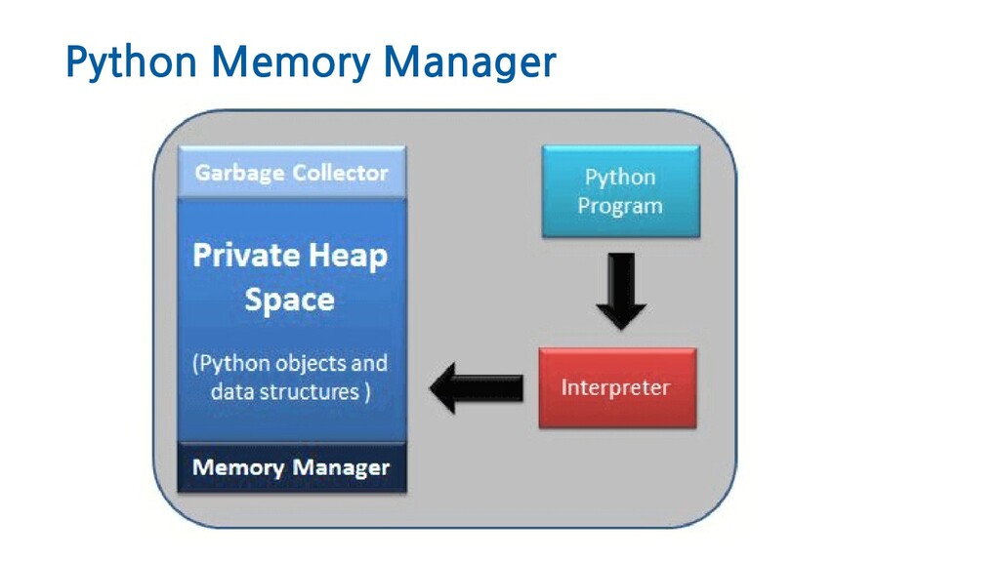 Python Memory Manager
Garbage Collector
Private Heap
Space
(Python objects and
data structures )
Memory Manager
Python
Program
Interpreter